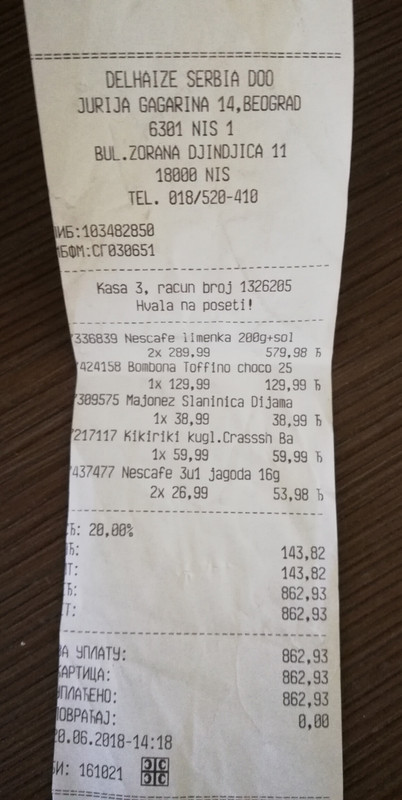 DELHAIZE SERBIA DOO
JURIJA GAGARINA 14,BEOGRAD
6301 NIS 1
BUL.ZORANA DJINDJICA 11
18000 NIS
TEL. 018/520-410
ИБ:103482850
БФМ:СГ030651
Kasa 3, racun broj 1326205
Hvala na poseti!
336839 Nescafe limenka 200g+sol
2x 289,99 579,98 Ђ
424158 Bombona Toffino choco 25
1x 129,99 129,99 Ђ
309575 Majonez Slaninica Dijama
1x 38,99 38,99 Ђ
217117 Kikiriki kugl.Crasssh Ba
1x 59,99 59,99 Ђ
437477 Nescafe 3u1 jagoda 16g
2x 26,99 53,98 Ђ
Ђ: 20,00%
Ђ: 143,82
Т: 143,82
Ђ: 862,93
Т: 862,93
ЗА УПЛАТУ: 862,93
КАРТИЦА: 862,93
УПЛАЋЕНО: 862,93
ПОВРАЋАЈ: 0,00
20.06.2018-14:18
БИ: 161021